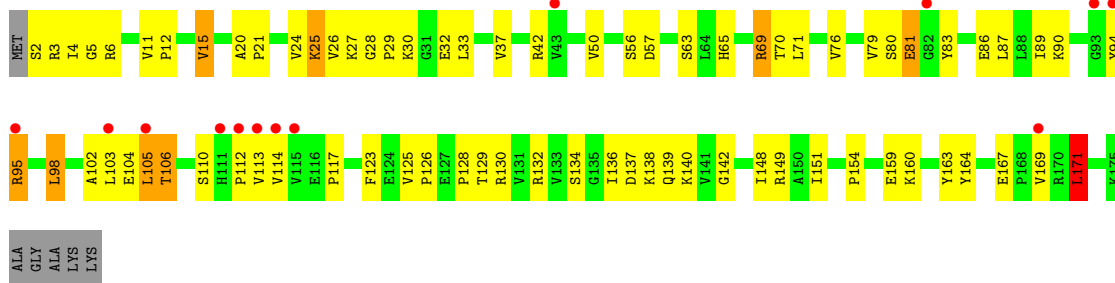 MET S2 R3 I4 G5 R6 V11 P12 V15 A20 P21 V24 K25 V26 K27 G28 P29 K30 G31 E32 L33 V37 R42 V43 V50 S56 D57 S63 L64 H65 R69 T70 L71 V76 V79 S80 E81 G82 Y83 E86 L87 L88 I89 K90 G93 Y94
R95 L98 A102 L103 E104 L105 T106 S110 H111 P112 V113 V114 V115 E116 P117 F123 E124 V125 P126 E127 P128 T129 R130 V131 R132 V133 S134 G135 I136 D137 K138 Q139 K140 V141 G142 I148 R149 A150 I151 P154 E159 K160 Y163 Y164 E167 P168 V169 R170 L171 K175
ALA GLY ALA LYS LYS